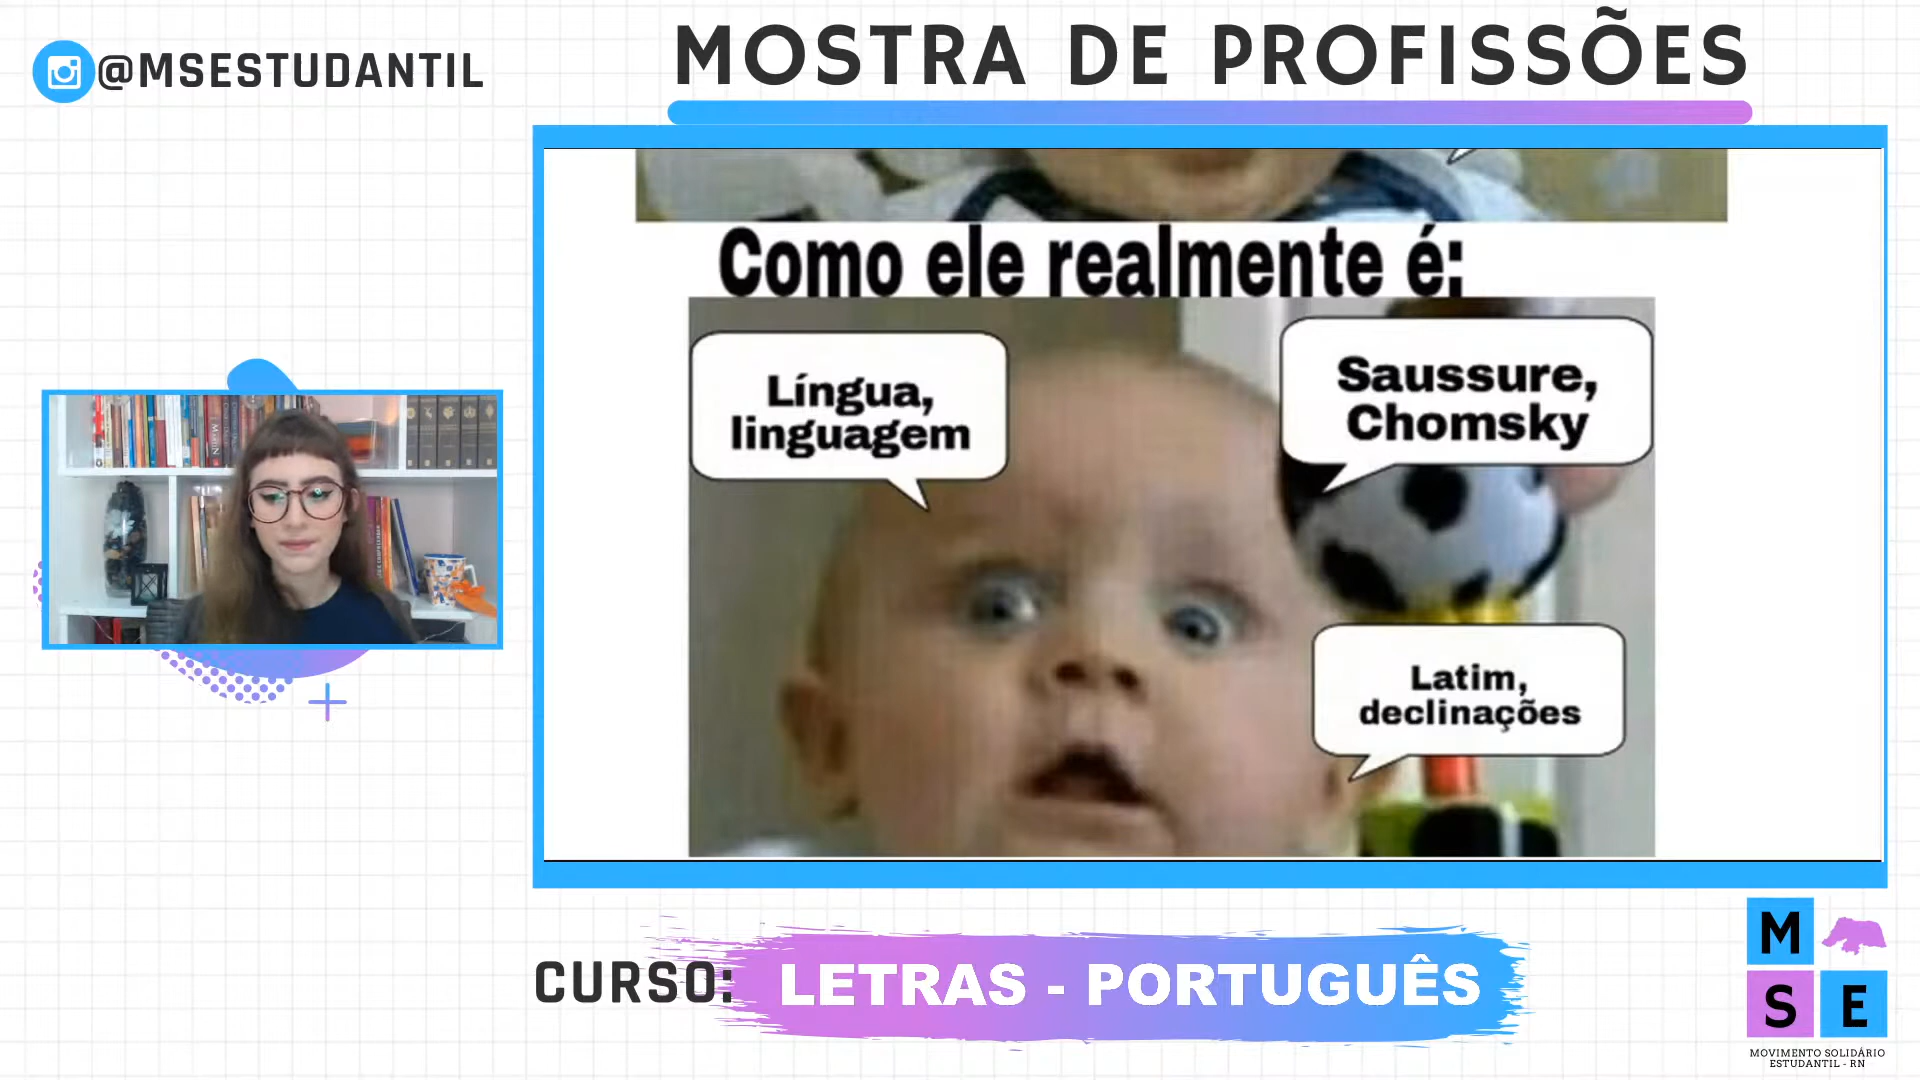 @MSESTUDANTIL
MOSTRA DE PROFISSÕES
Como ele realmente é:
Língua,
linguagem
Saussure,
Chomsky
Latim,
declinações
CURSO: LETRAS - PORTUGUÊS
M
S E
MOVIMENTO SOLIDÁRIO
ESTUDANTIL - RN